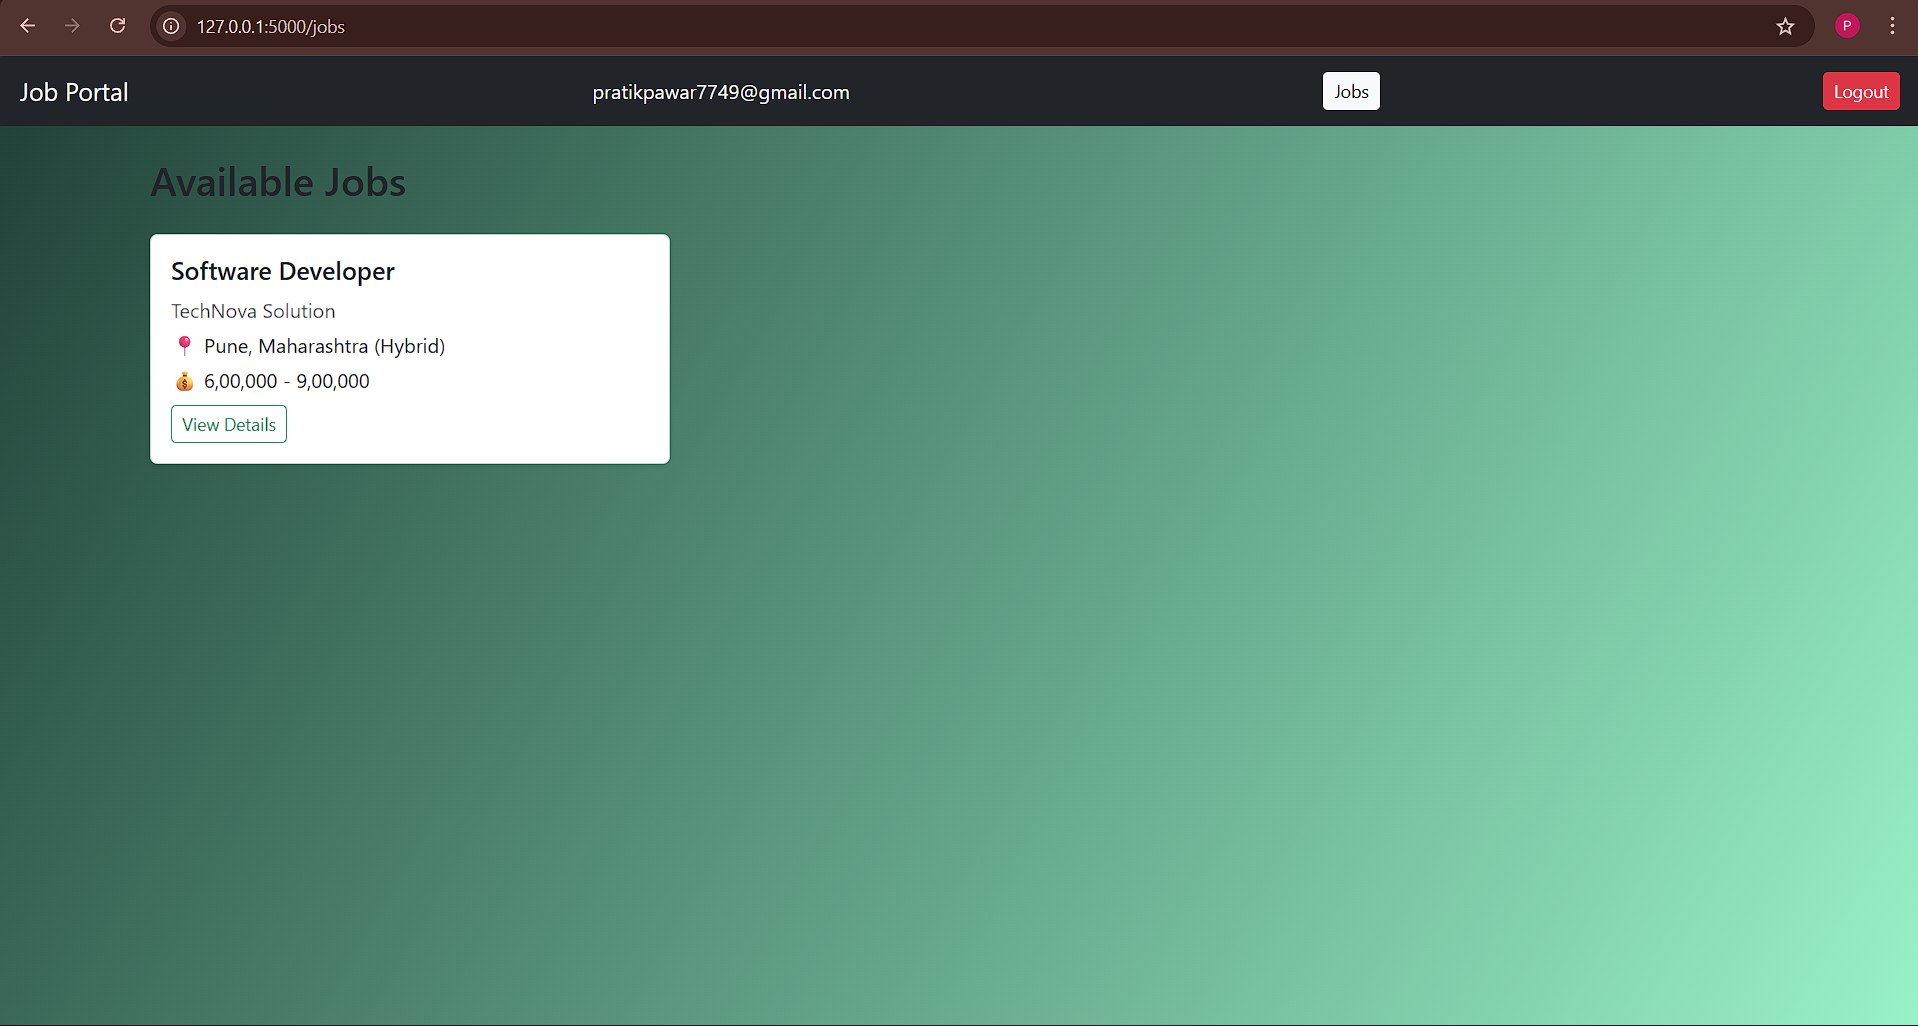 127.0.0.1:5000/jobs
P
Job Portal
pratikpawar7749@gmail.com
Jobs
Logout
Available Jobs
Software Developer
TechNova Solution
📍 Pune, Maharashtra (Hybrid)
💰 6,00,000 - 9,00,000
View Details